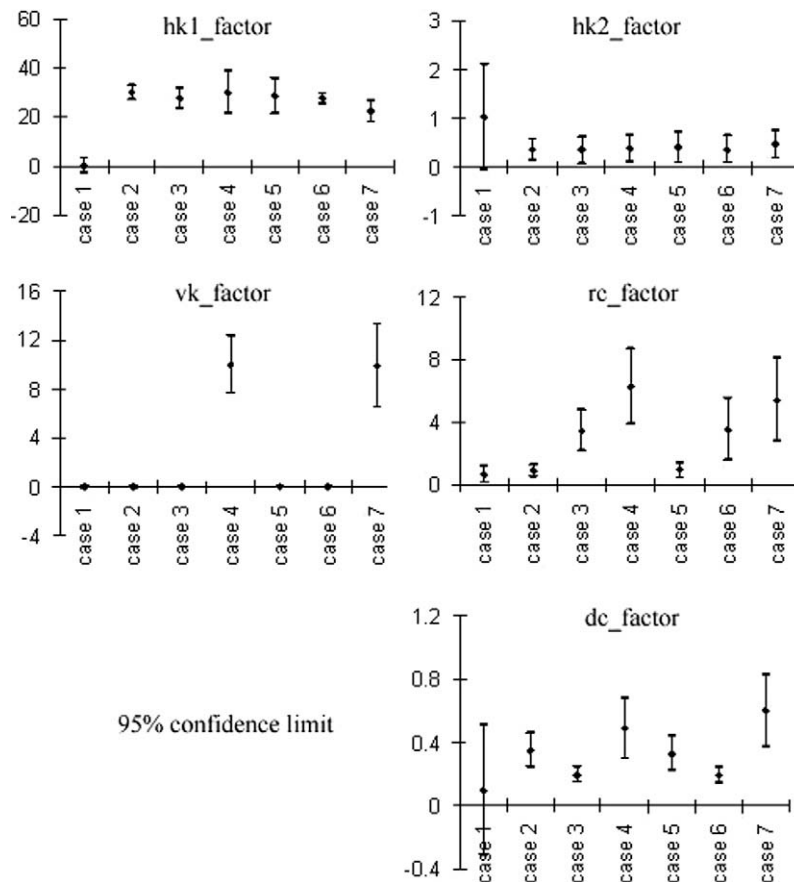 hk1_factor
60
40
20
0
-20
case 1
case 2
case 3
case 4
case 5
case 6
case 7
hk2_factor
3
2
1
0
-1
case 1
case 2
case 3
case 4
case 5
case 6
case 7
vk_factor
16
12
8
4
0
-4
case 1
case 2
case 3
case 4
case 5
case 6
case 7
rc_factor
12
8
4
0
case 1
case 2
case 3
case 4
case 5
case 6
case 7
95% confidence limit
dc_factor
1.2
0.8
0.4
0
-0.4
case 1
case 2
case 3
case 4
case 5
case 6
case 7